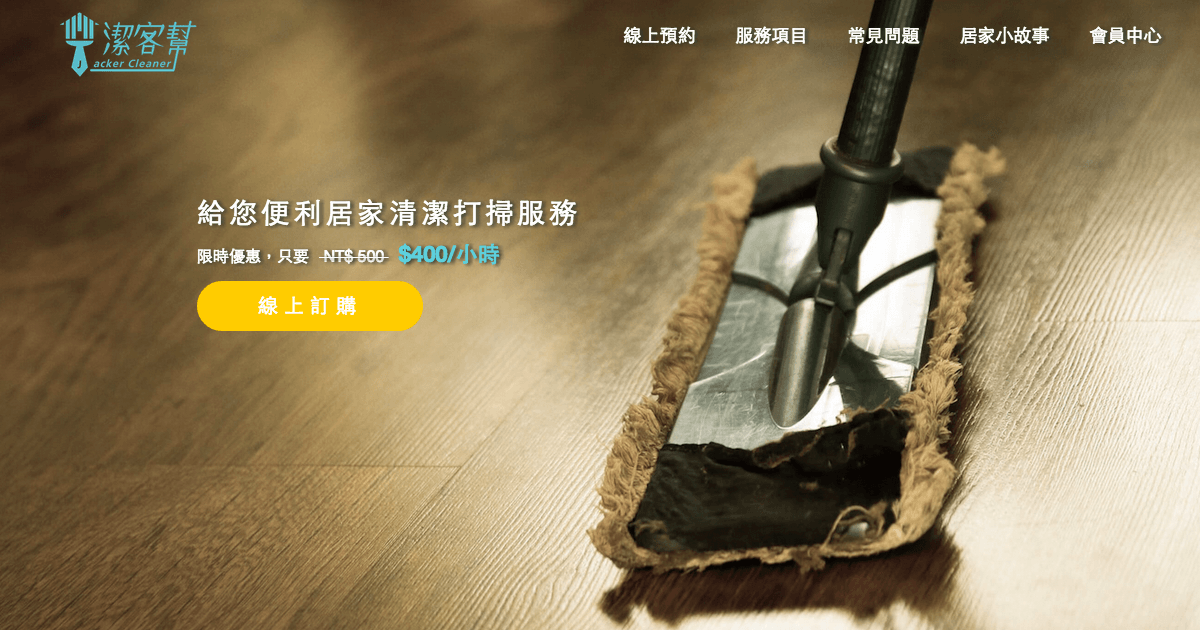 潔客幫
Jacker Cleaner
線上預約 服務項目 常見問題 居家小故事 會員中心
給您便利居家清潔打掃服務
限時優惠，只要 NT$ 500 $400/小時
線上訂購